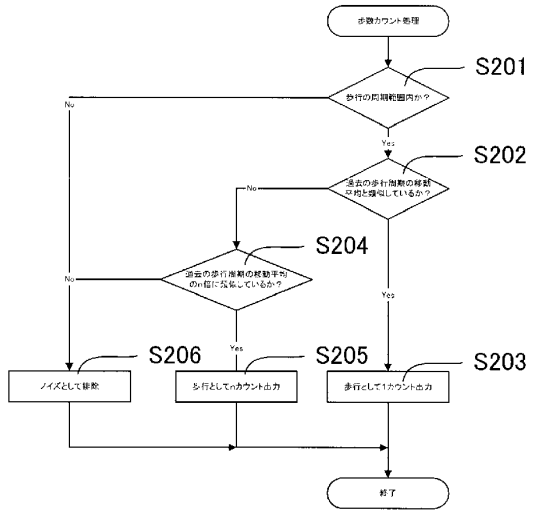 歩数カウント処理
S201
歩行の周期範囲内か？
No
Yes
S202
過去の歩行周期の移動
平均と類似しているか？
No
S204
過去の歩行周期の移動平均
のn倍に類似しているか？
No
Yes
Yes
S206
S205
S203
ノイズとして排除
歩行としてnカウント出力
歩行として1カウント出力
終了